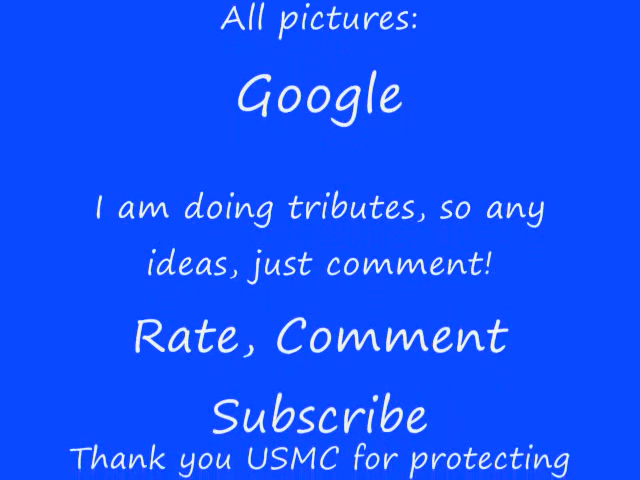 All pictures:
Google
I am doing tributes, so any
ideas, just comment!
Rate, Comment
Subscribe
Thank you USMC for protecting